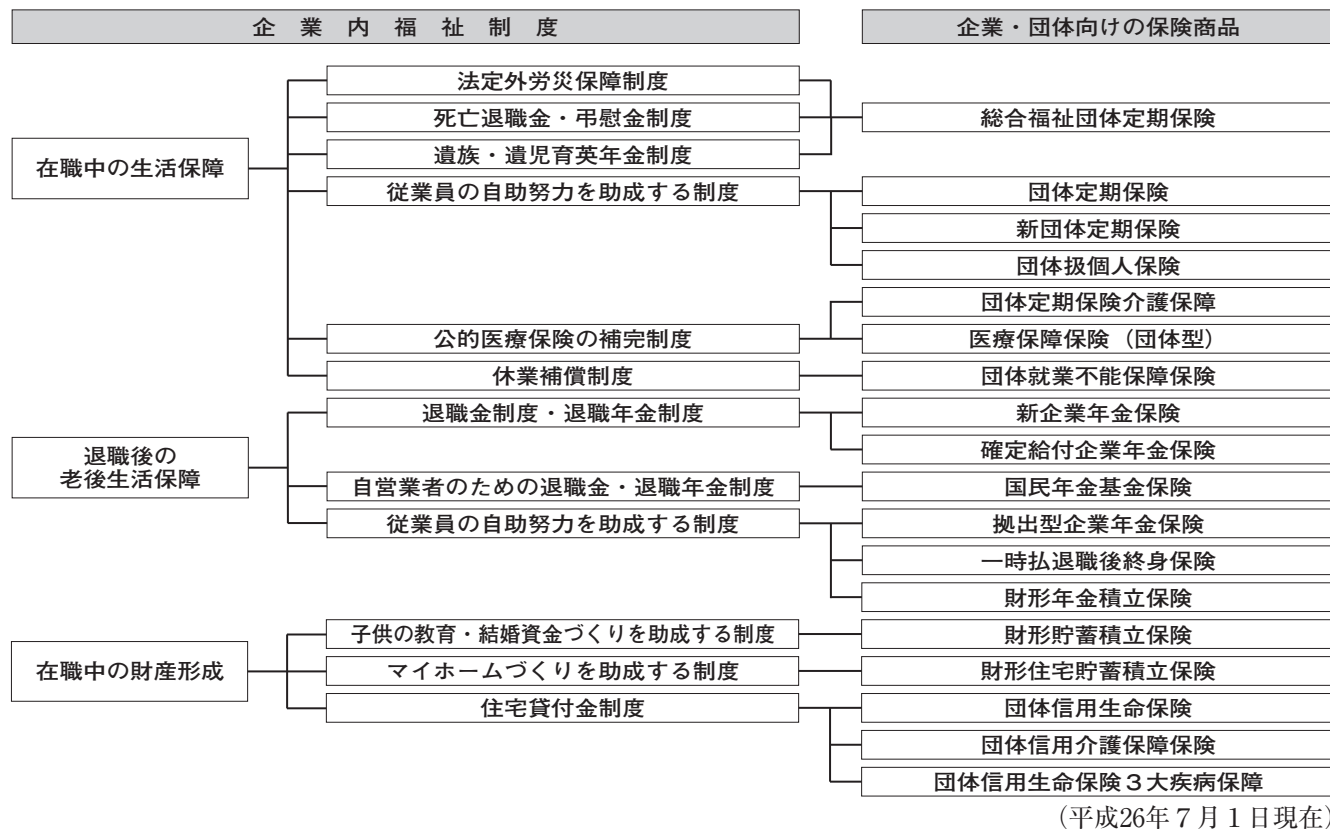 企業内福祉制度
企業・団体向けの保険商品
在職中の生活保障
法定外労災保障制度
死亡退職金・弔慰金制度
遺族・遺児育英年金制度
総合福祉団体定期保険
従業員の自助努力を助成する制度
団体定期保険
新団体定期保険
団体扱個人保険
公的医療保険の補完制度
団体定期保険介護保障
医療保障保険（団体型）
休業補償制度
団体就業不能保障保険
退職後の
老後生活保障
退職金制度・退職年金制度
新企業年金保険
確定給付企業年金保険
自営業者のための退職金・退職年金制度
国民年金基金保険
従業員の自助努力を助成する制度
拠出型企業年金保険
一時払退職後終身保険
財形年金積立保険
在職中の財産形成
子供の教育・結婚資金づくりを助成する制度
財形貯蓄積立保険
マイホームづくりを助成する制度
財形住宅貯蓄積立保険
住宅貸付金制度
団体信用生命保険
団体信用介護保障保険
団体信用生命保険３大疾病保障
（平成26年７月１日現在）